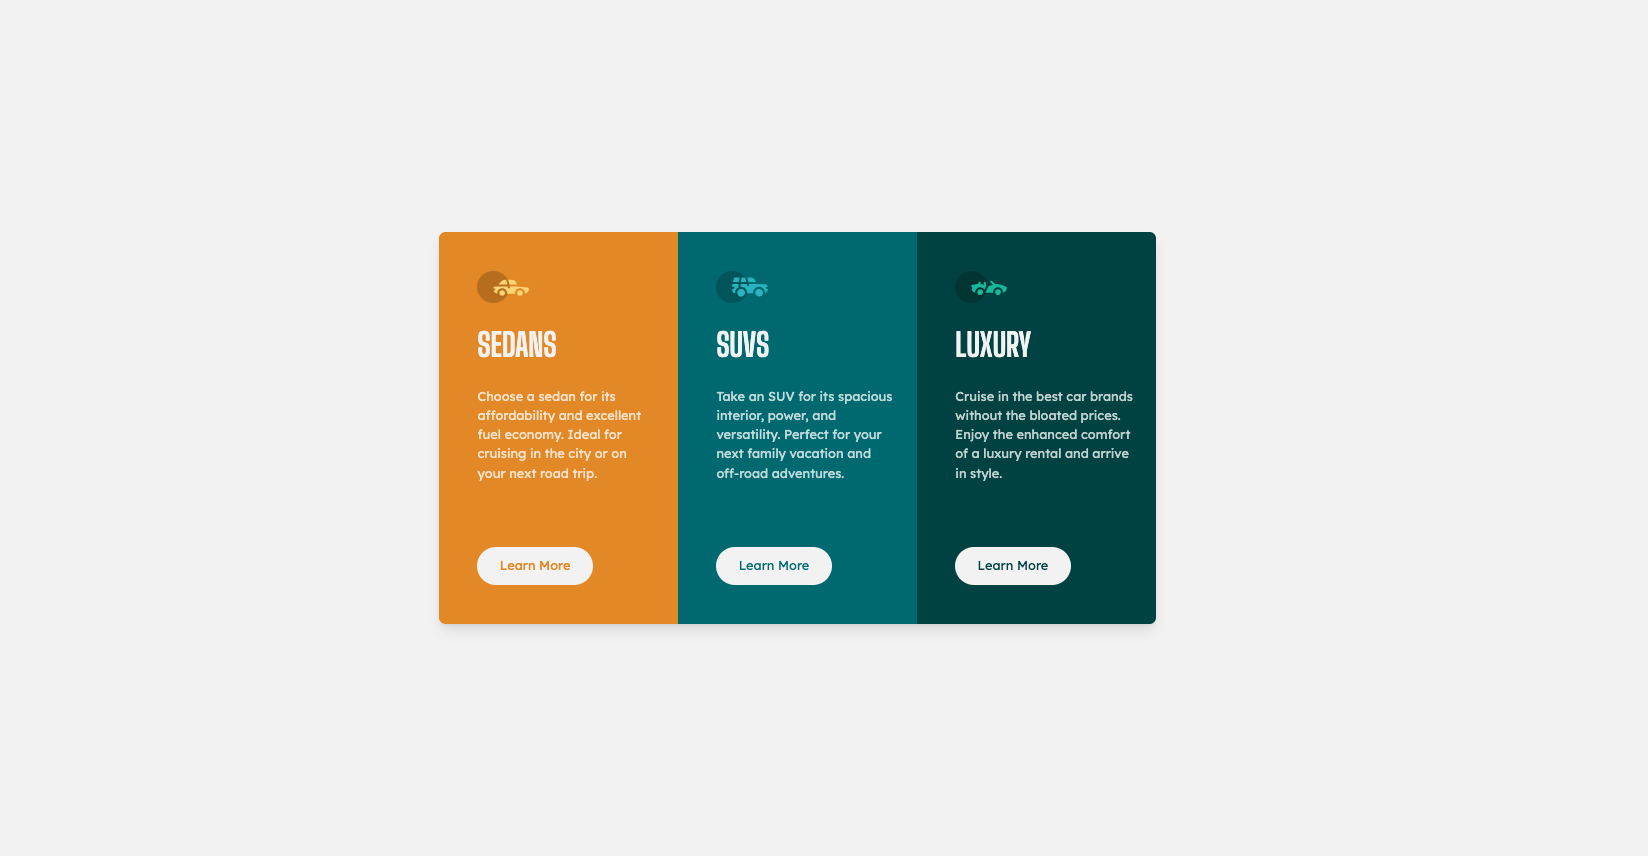 SEDANS
Choose a sedan for its
affordability and excellent
fuel economy. Ideal for
cruising in the city or on
your next road trip.
Learn More
SUVS
Take an SUV for its spacious
interior, power, and
versatility. Perfect for your
next family vacation and
off-road adventures.
Learn More
LUXURY
Cruise in the best car brands
without the bloated prices.
Enjoy the enhanced comfort
of a luxury rental and arrive
in style.
Learn More